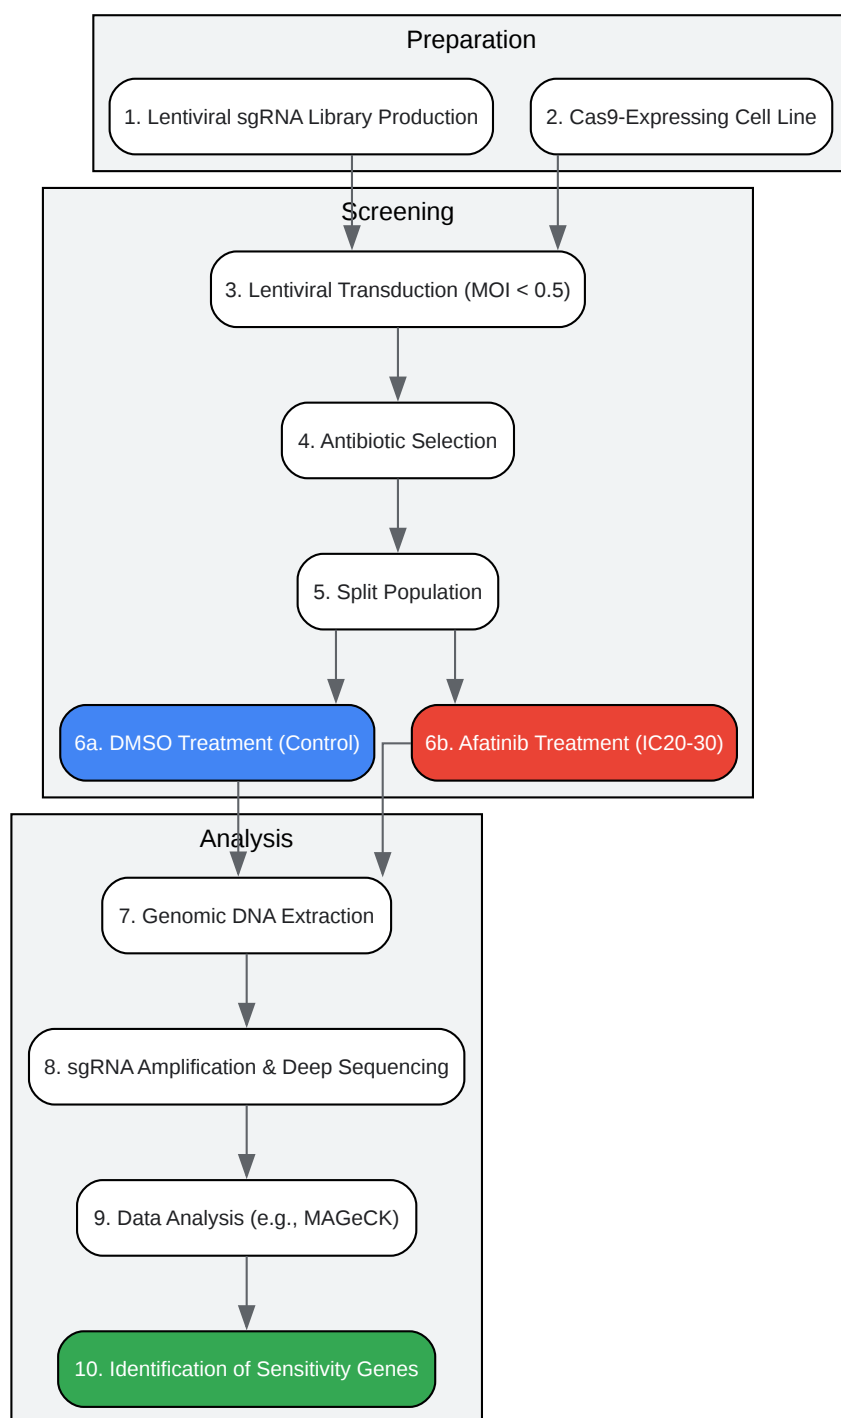 Preparation
1. Lentiviral sgRNA Library Production
2. Cas9-Expressing Cell Line
Screening
3. Lentiviral Transduction (MOI < 0.5)
4. Antibiotic Selection
5. Split Population
6a. DMSO Treatment (Control)
6b. Afatinib Treatment (IC20-30)
Analysis
7. Genomic DNA Extraction
8. sgRNA Amplification & Deep Sequencing
9. Data Analysis (e.g., MAGeCK)
10. Identification of Sensitivity Genes